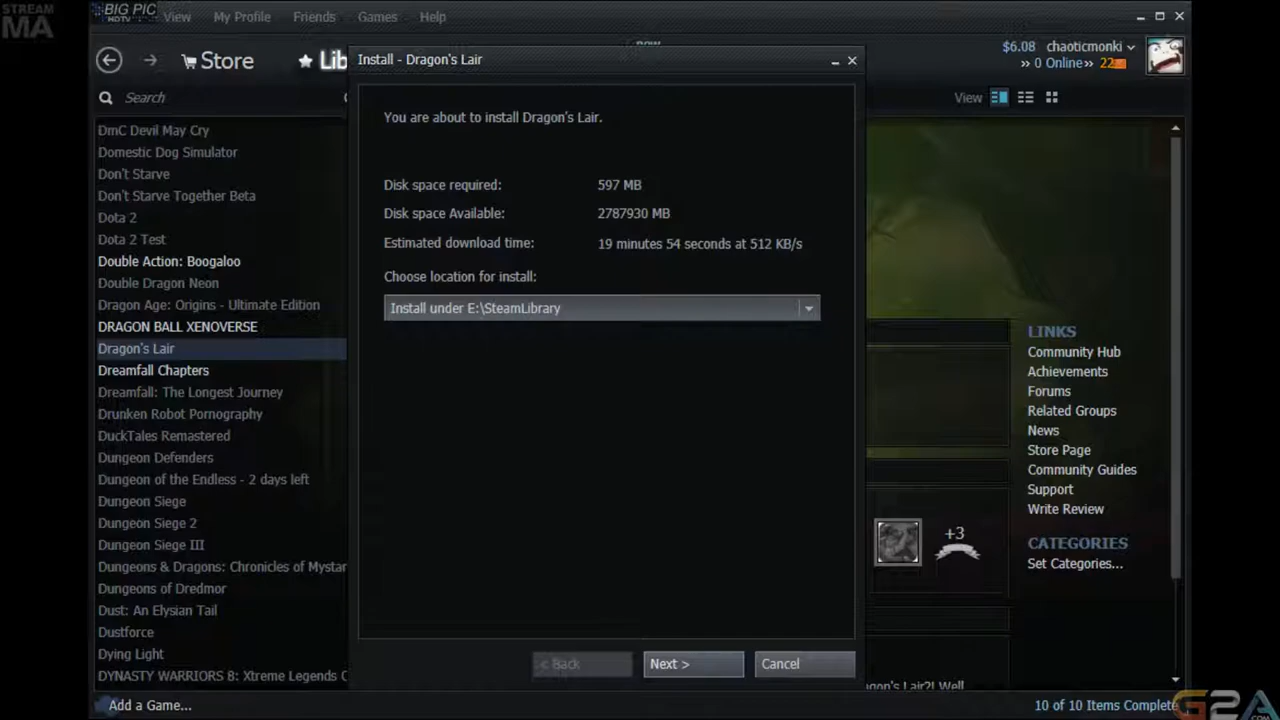 STREAM
MA
BIG PIC
HDTV
View My Profile Friends Games Help
Store Lib
$6.08 chaoticmonki
>> 0 Online >> 22
Search
View
DmC Devil May Cry
Domestic Dog Simulator
Don't Starve
Don't Starve Together Beta
Dota 2
Dota 2 Test
Double Action: Boogaloo
Double Dragon Neon
Dragon Age: Origins - Ultimate Edition
DRAGON BALL XENOVERSE
Dragon's Lair
Dreamfall Chapters
Dreamfall: The Longest Journey
Drunken Robot Pornography
DuckTales Remastered
Dungeon Defenders
Dungeon of the Endless - 2 days left
Dungeon Siege
Dungeon Siege 2
Dungeon Siege III
Dungeons & Dragons: Chronicles of Mystar
Dungeons of Dredmor
Dust: An Elysian Tail
Dustforce
Dying Light
DYNASTY WARRIORS 8: Xtreme Legends C
Add a Game...
Install - Dragon's Lair
You are about to install Dragon's Lair.
Disk space required: 597 MB
Disk space Available: 2787930 MB
Estimated download time: 19 minutes 54 seconds at 512 KB/s
Choose location for install:
Install under E:\SteamLibrary
< Back Next > Cancel
LINKS
Community Hub
Achievements
Forums
Related Groups
News
Store Page
Community Guides
Support
Write Review
+3
CATEGORIES
Set Categories...
agon's Lair?! Well
10 of 10 Items Complete
G2A
.COM